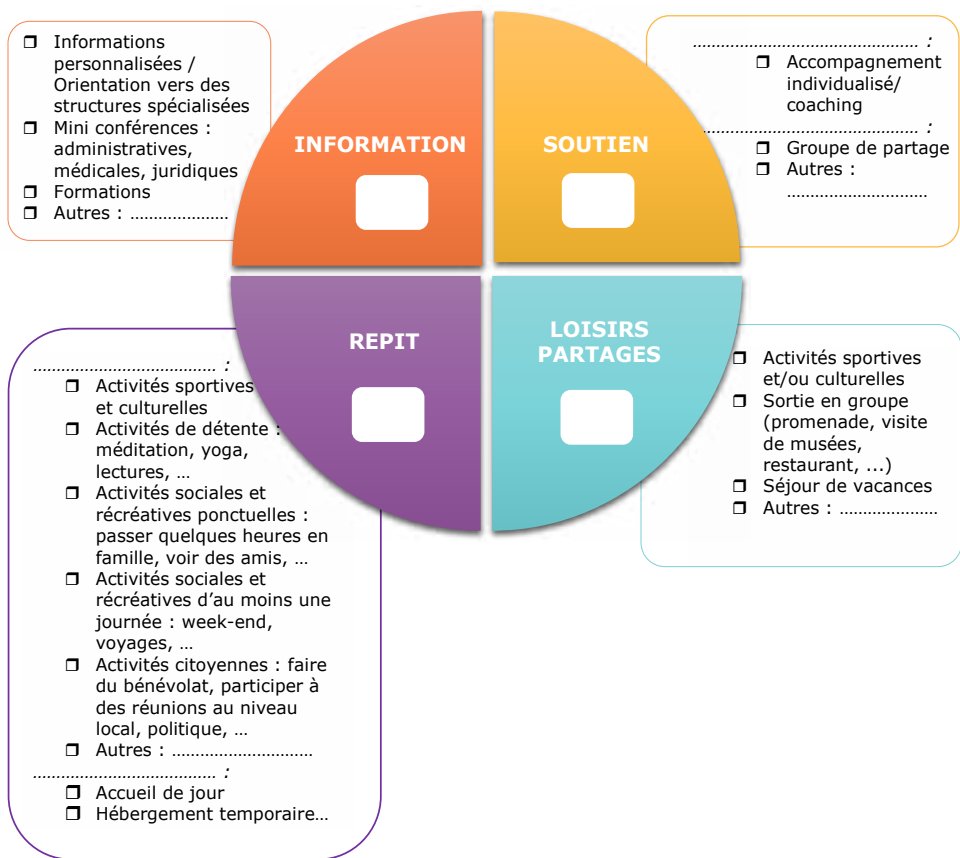 ❒ Informations
personnalisées /
Orientation vers des
structures spécialisées
❒ Mini conférences :
administratives,
médicales, juridiques
❒ Formations
❒ Autres : .....................
INFORMATION
SOUTIEN
................................................ :
❒ Accompagnement
individualisé/
coaching
.............................................. :
❒ Groupe de partage
❒ Autres :
..............................
REPIT
LOISIRS
PARTAGES
....................................... :
❒ Activités sportives
et culturelles
❒ Activités de détente :
méditation, yoga,
lectures, …
❒ Activités sociales et
récréatives ponctuelles :
passer quelques heures en
famille, voir des amis, …
❒ Activités sociales et
récréatives d’au moins une
journée : week-end,
voyages, …
❒ Activités citoyennes : faire
du bénévolat, participer à
des réunions au niveau
local, politique, …
❒ Autres : ..............................
....................................... :
❒ Accueil de jour
❒ Hébergement temporaire…
❒ Activités sportives
et/ou culturelles
❒ Sortie en groupe
(promenade, visite
de musées,
restaurant, ...)
❒ Séjour de vacances
❒ Autres : .....................